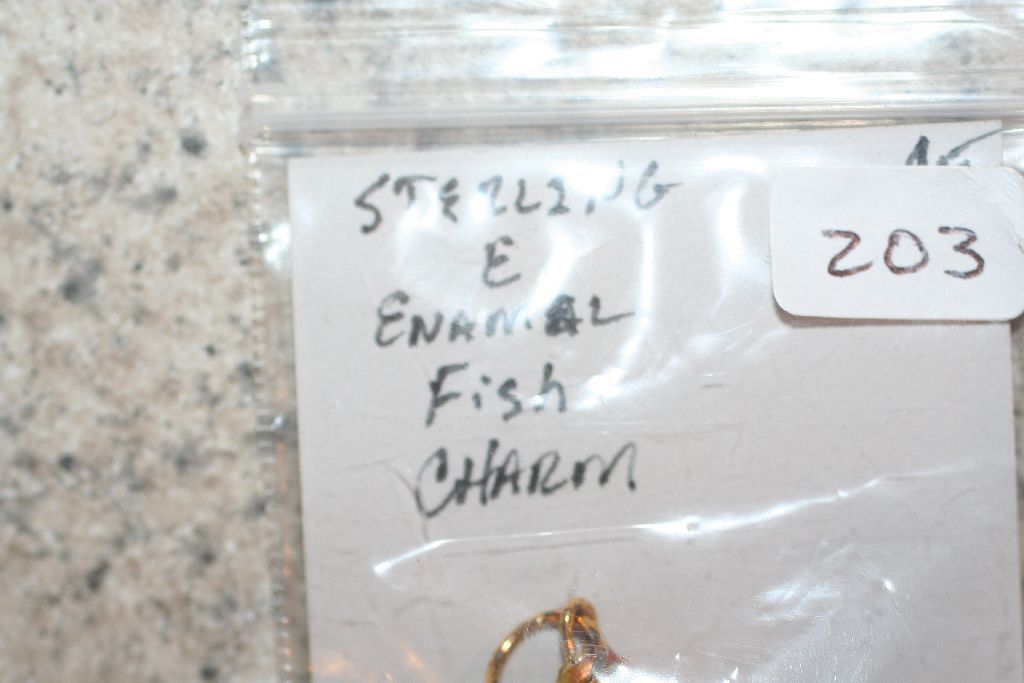 STERLING
E
ENAMEL
Fish
CHARM
203